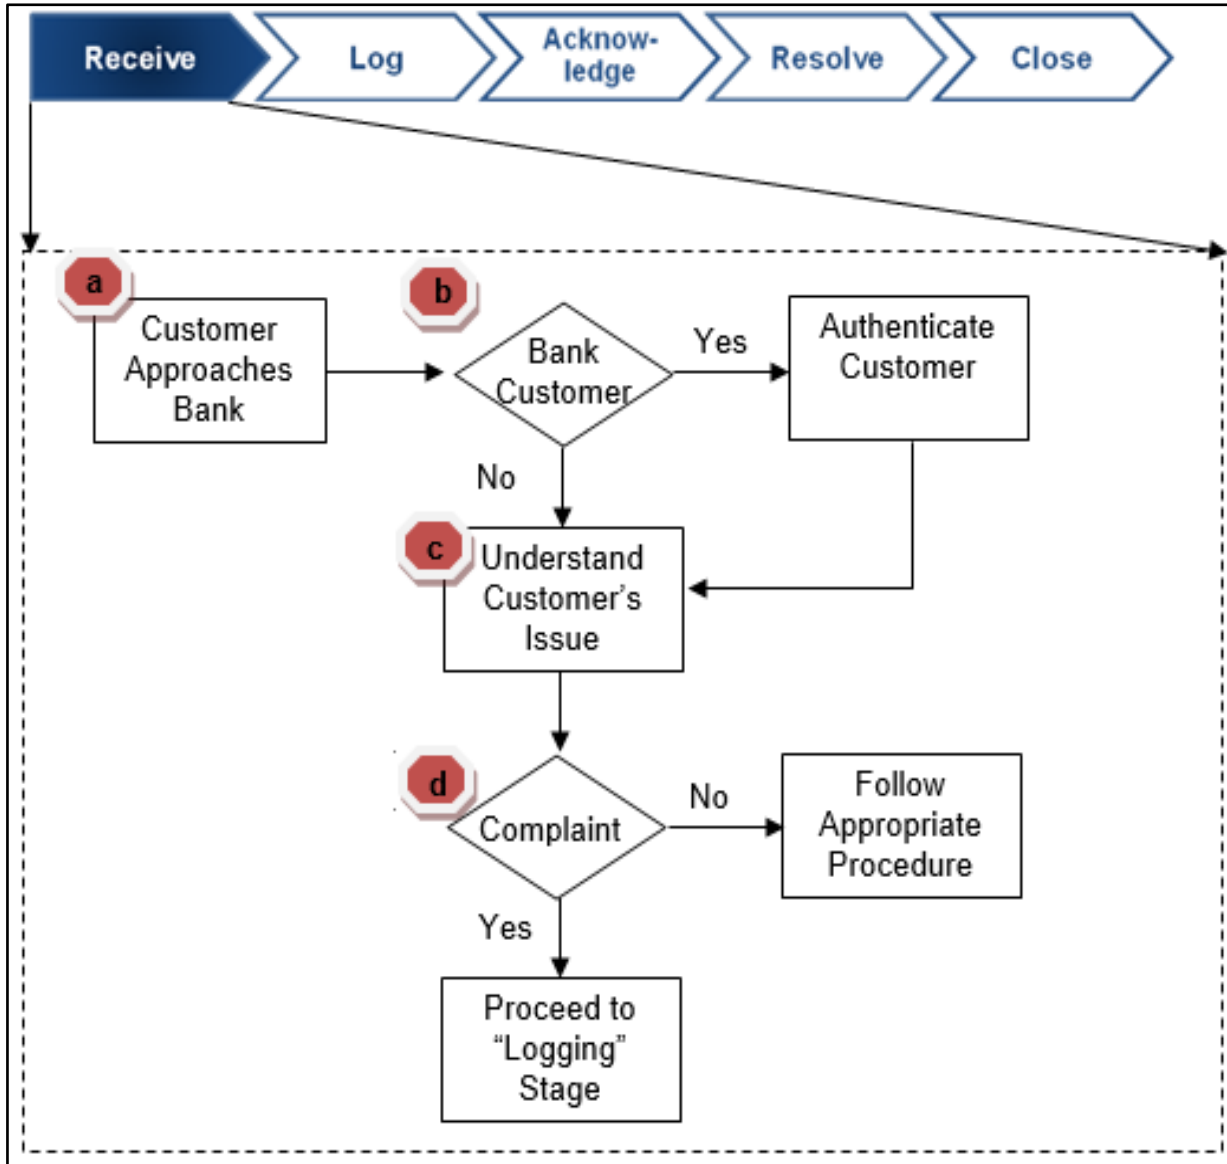 Receive
Log
Acknow-
ledge
Resolve
Close
a
Customer
Approaches
Bank
b
Bank
Customer
Yes
Authenticate
Customer
No
c
Understand
Customer's
Issue
d
Complaint
No
Follow
Appropriate
Procedure
Yes
Proceed to
“Logging”
Stage